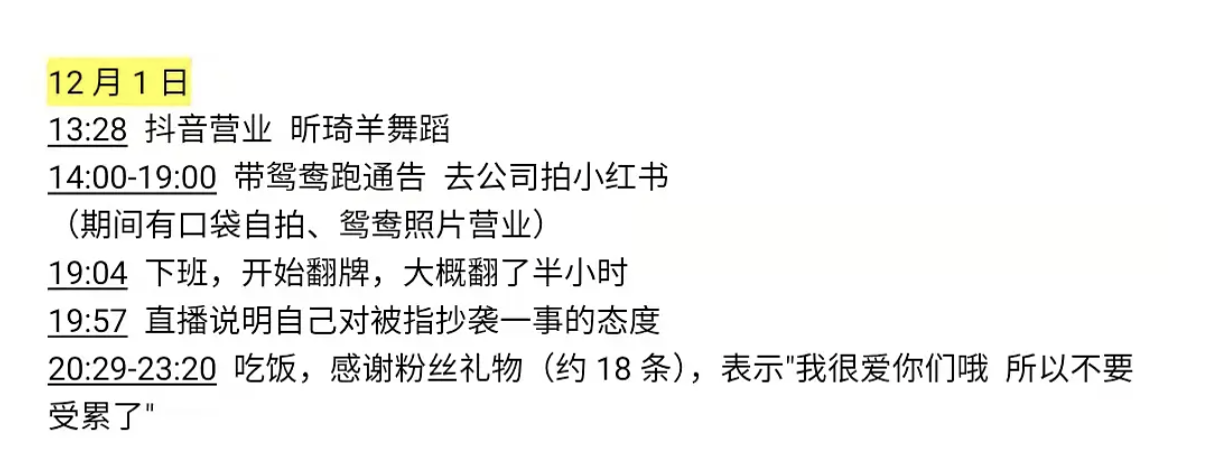 12 月 1 日
13:28 抖音营业 昕琦羊舞蹈
14:00-19:00 带鸳鸯跑通告 去公司拍小红书
（期间有口袋自拍、鸳鸯照片营业）
19:04 下班，开始翻牌，大概翻了半小时
19:57 直播说明自己对被指抄袭一事的态度
20:29-23:20 吃饭，感谢粉丝礼物（约 18 条），表示"我很爱你们哦 所以不要
受累了"